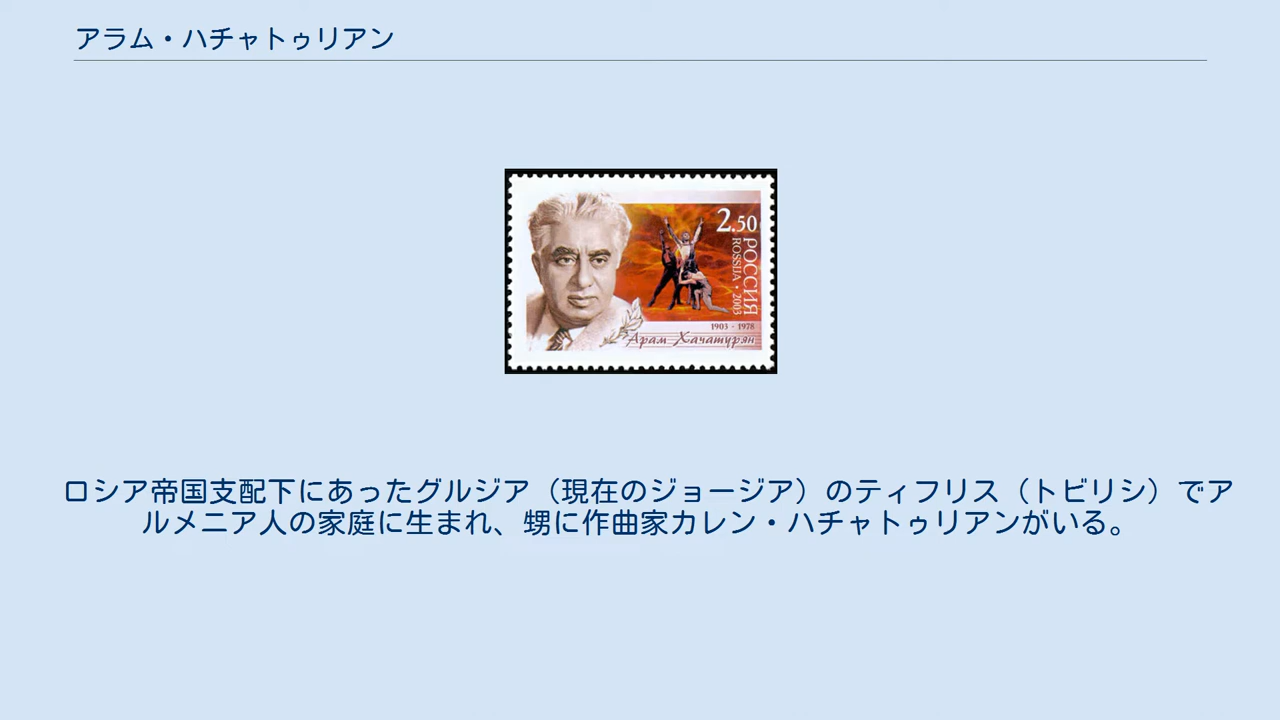 アラム・ハチャトゥリアン
2.50
РОССИЯ
ROSSIJA • 2003
1903 - 1978
Арам Хачатурян
ロシア帝国支配下にあったグルジア（現在のジョージア）のティフリス（トビリシ）でア
ルメニア人の家庭に生まれ、甥に作曲家カレン・ハチャトゥリアンがいる。